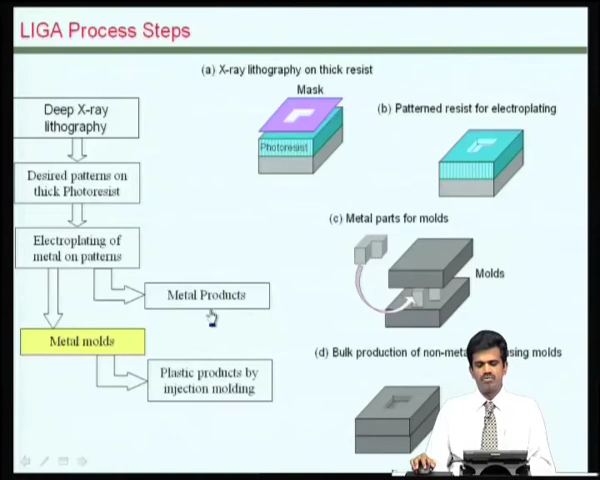 LIGA Process Steps
(a) X-ray lithography on thick resist
Mask
Photoresist
Deep X-ray
lithography
Desired patterns on
thick Photoresist
Electroplating of
metal on patterns
Metal Products
Metal molds
Plastic products by
injection molding
(b) Patterned resist for electroplating
(c) Metal parts for molds
Molds
(d) Bulk production of non-meta
using molds